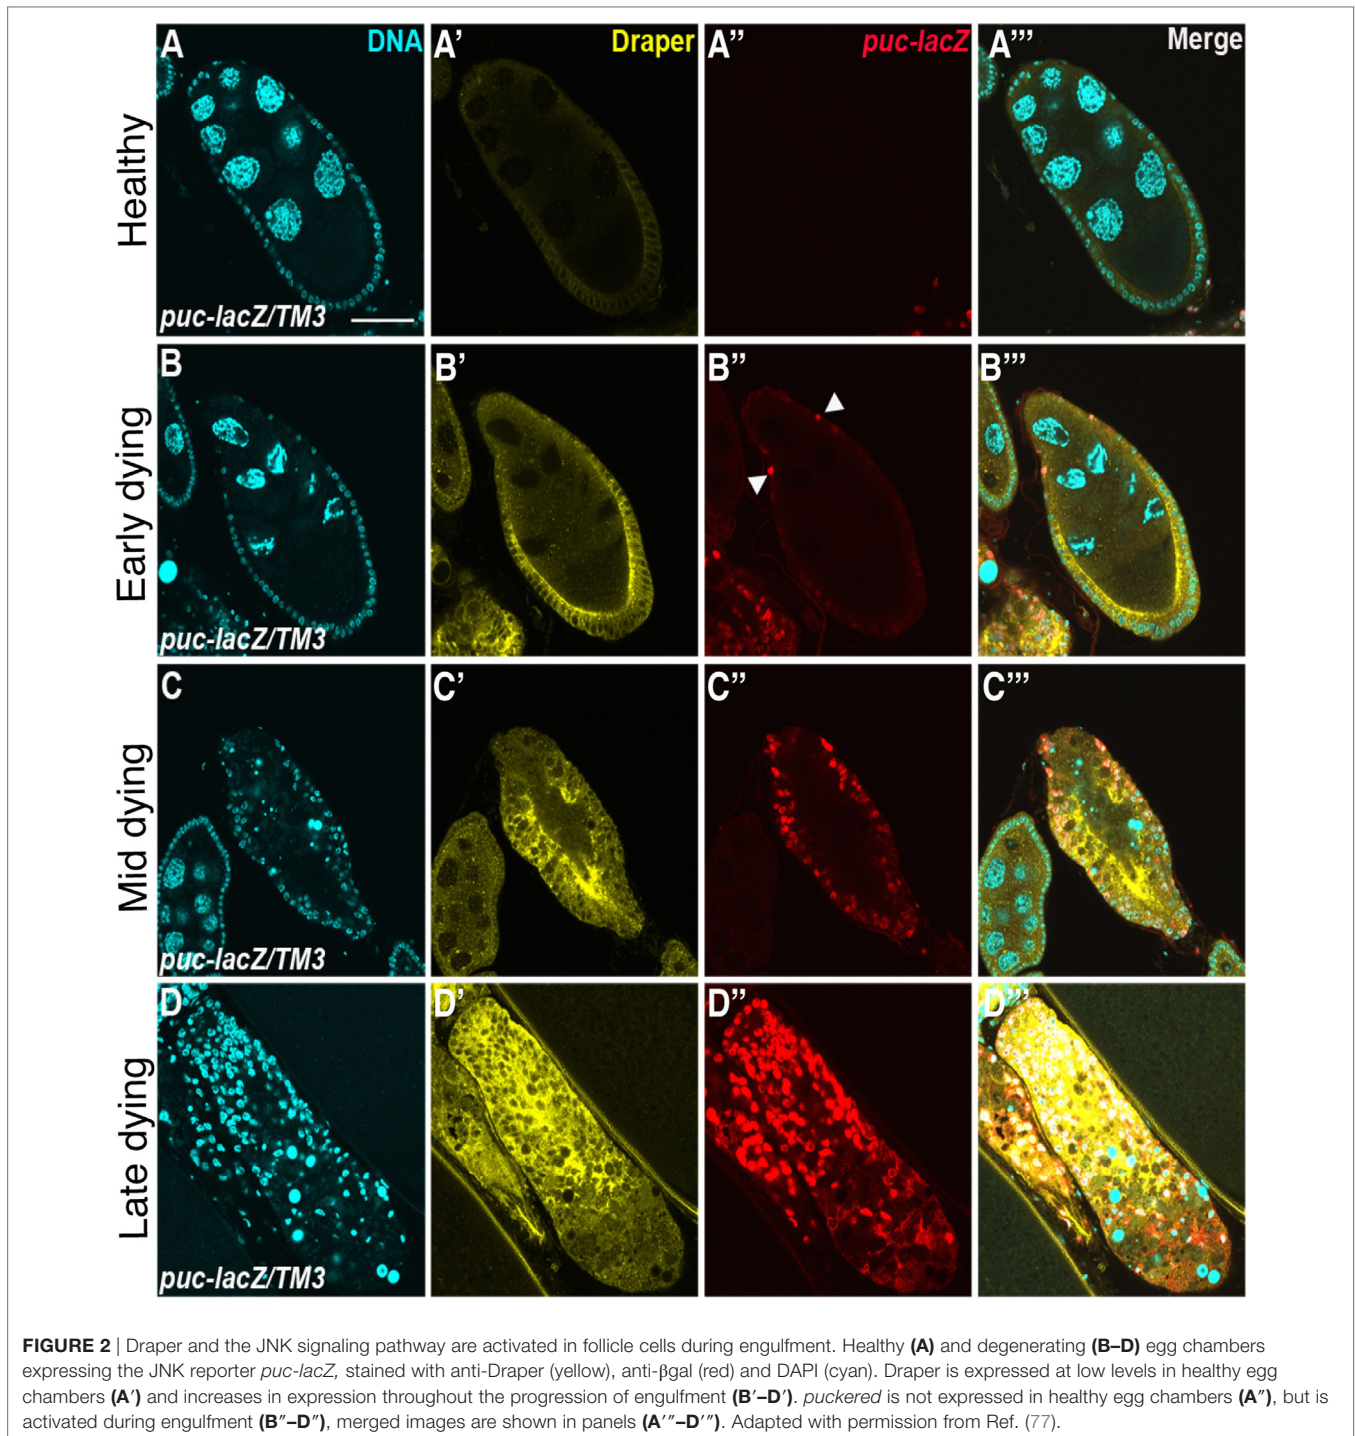 A DNA A’ Draper A’’ puc-lacZ A’’’ Merge
Healthy
puc-lacZ/TM3
B B’ B’’ B’’’
Early dying
puc-lacZ/TM3
C C’ C’’ C’’’
Mid dying
puc-lacZ/TM3
D D’ D’’ D’’’
Late dying
puc-lacZ/TM3
FIGURE 2 | Draper and the JNK signaling pathway are activated in follicle cells during engulfment. Healthy (A) and degenerating (B–D) egg chambers
expressing the JNK reporter puc-lacZ, stained with anti-Draper (yellow), anti-βgal (red) and DAPI (cyan). Draper is expressed at low levels in healthy egg
chambers (A′) and increases in expression throughout the progression of engulfment (B′–D′). puckered is not expressed in healthy egg chambers (A″), but is
activated during engulfment (B″–D″), merged images are shown in panels (A′″–D′″). Adapted with permission from Ref. (77).